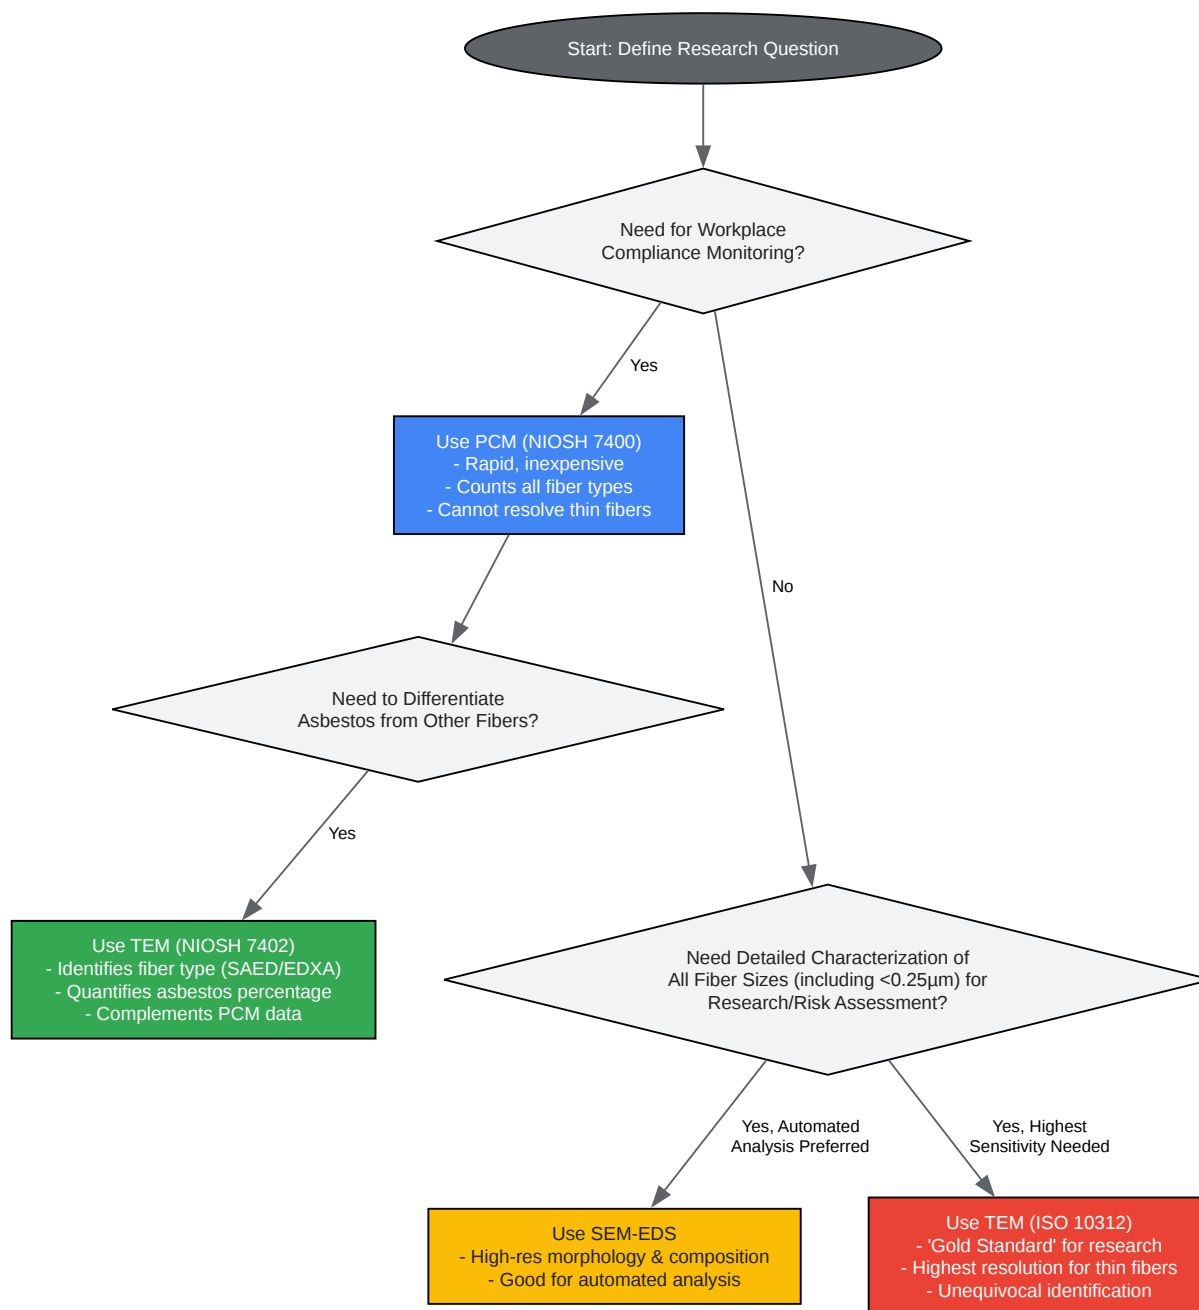 Start: Define Research Question
Need for Workplace
Compliance Monitoring?
Yes
Use PCM (NIOSH 7400)
- Rapid, inexpensive
- Counts all fiber types
- Cannot resolve thin fibers
No
Need to Differentiate
Asbestos from Other Fibers?
Yes
Use TEM (NIOSH 7402)
- Identifies fiber type (SAED/EDXA)
- Quantifies asbestos percentage
- Complements PCM data
Need Detailed Characterization of
All Fiber Sizes (including <0.25µm) for
Research/Risk Assessment?
Yes, Automated
Analysis Preferred
Yes, Highest
Sensitivity Needed
Use SEM-EDS
- High-res morphology & composition
- Good for automated analysis
Use TEM (ISO 10312)
- 'Gold Standard' for research
- Highest resolution for thin fibers
- Unequivocal identification